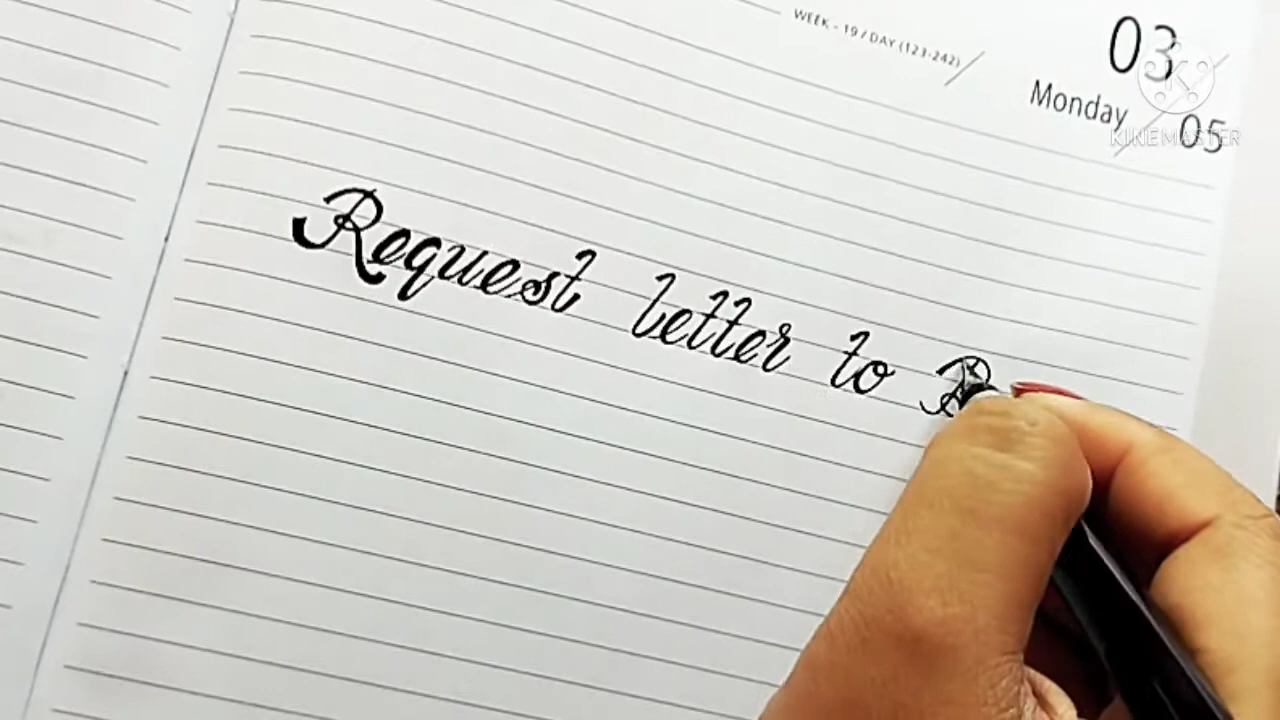 WEEK - 19 / DAY (123-242)
03
Monday
05
KINEMASTER
Request letter to